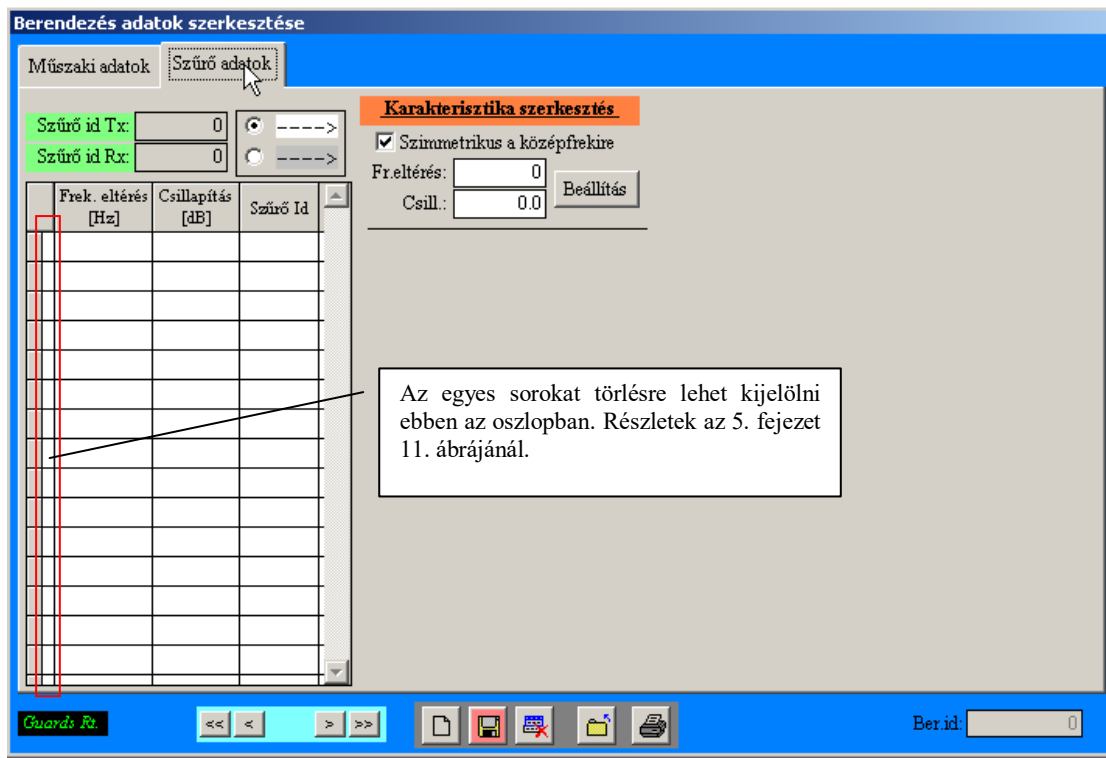 Berendezés adatok szerkesztése
Műszaki adatok
Szűrő adatok
Szűrő id Tx: 0 ---->
Szűrő id Rx: 0 ---->
Karakterisztika szerkesztés
Szimmetrikus a középfrekire
Fr.eltérés: 0
Csill.: 0.0
Beállítás
Frek. eltérés [Hz]
Csillapítás [dB]
Szűrő Id
Az egyes sorokat törlésre lehet kijelölni
ebben az oszlopban. Részletek az 5. fejezet
11. ábrájánál.
Guards Rt.
<< < > >>
Ber.id: 0